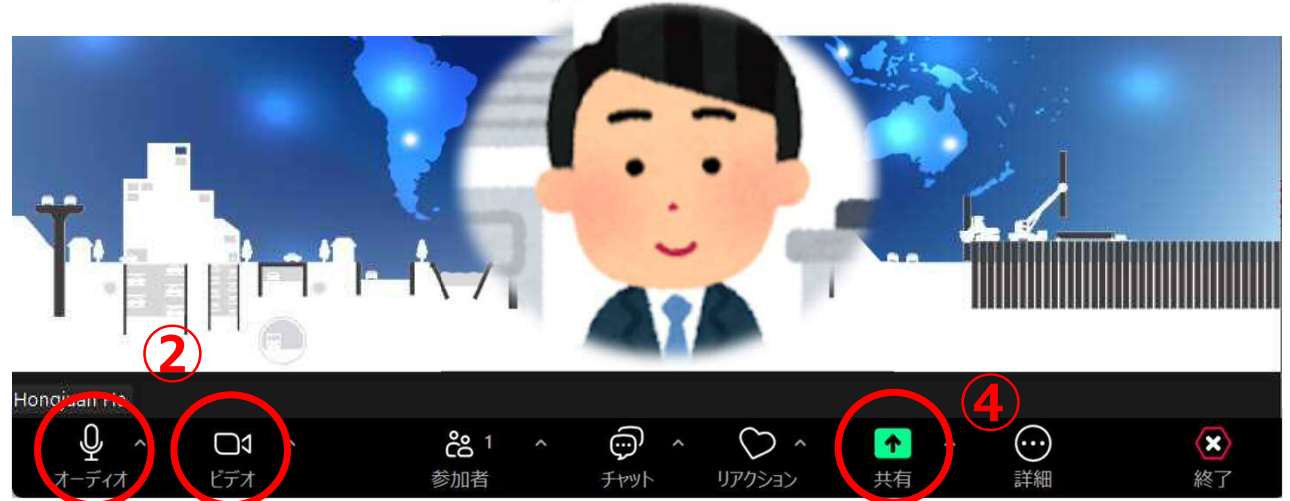 ②
④
Hongjuan He
1
オーディオ
ビデオ
参加者
チャット
リアクション
共有
詳細
終了